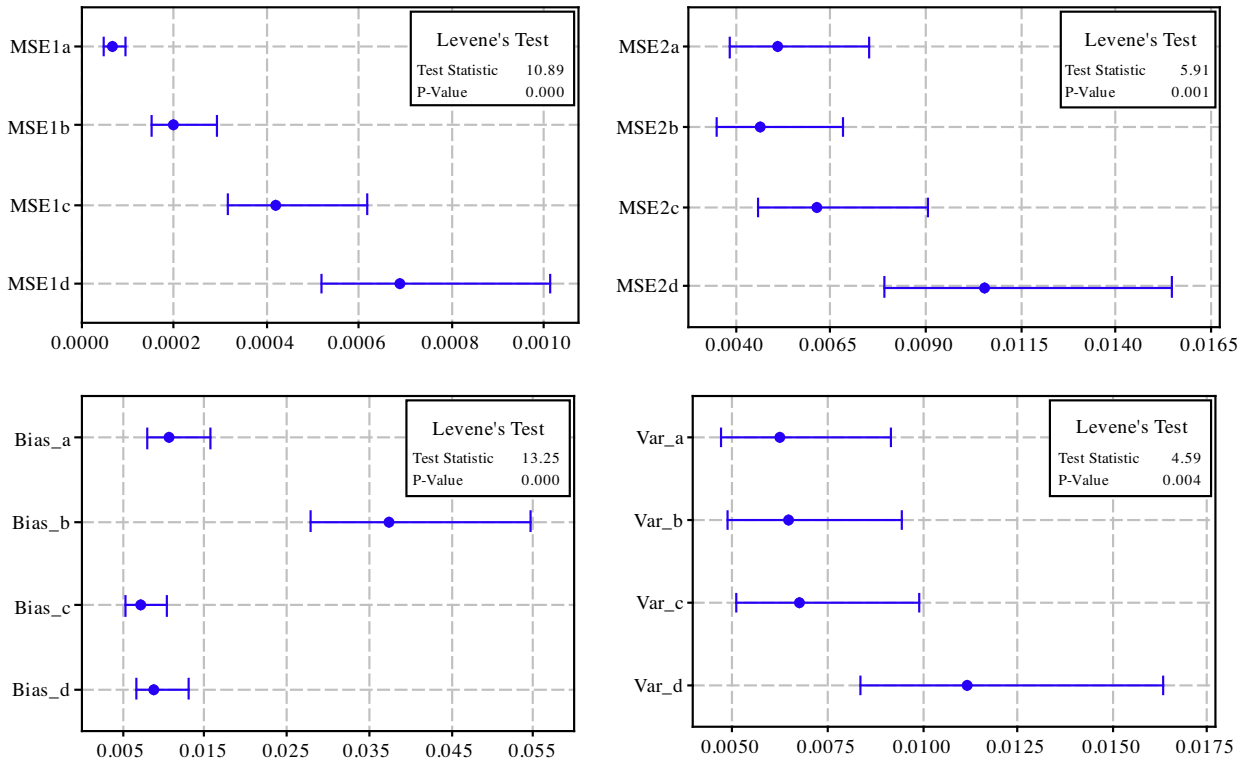 MSE1a
MSE1b
MSE1c
MSE1d
Levene's Test
Test Statistic 10.89
P-Value 0.000
0.0000 0.0002 0.0004 0.0006 0.0008 0.0010
MSE2a
MSE2b
MSE2c
MSE2d
Levene's Test
Test Statistic 5.91
P-Value 0.001
0.0040 0.0065 0.0090 0.0115 0.0140 0.0165
Bias_a
Bias_b
Bias_c
Bias_d
Levene's Test
Test Statistic 13.25
P-Value 0.000
0.005 0.015 0.025 0.035 0.045 0.055
Var_a
Var_b
Var_c
Var_d
Levene's Test
Test Statistic 4.59
P-Value 0.004
0.0050 0.0075 0.0100 0.0125 0.0150 0.0175